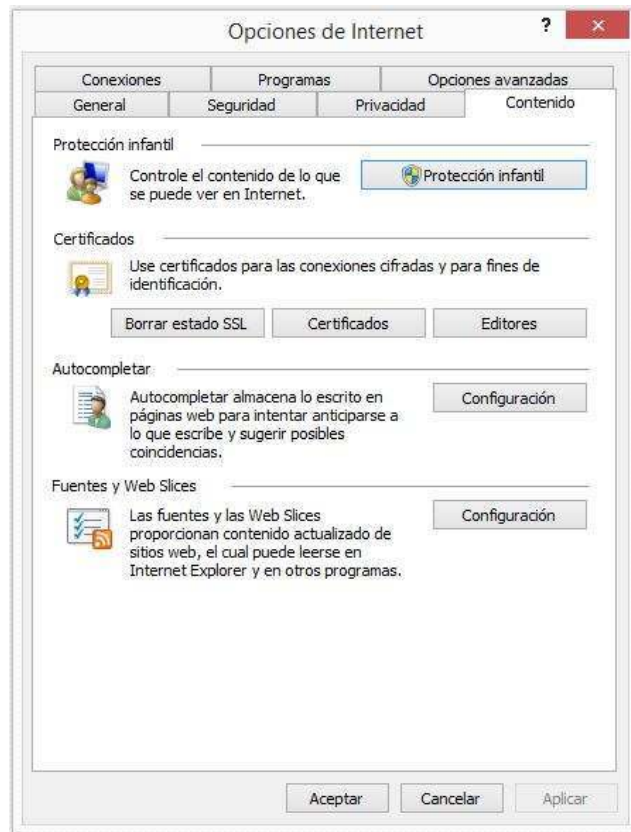 Opciones de Internet
?
×
Conexiones
Programas
Opciones avanzadas
General
Seguridad
Privacidad
Contenido
Protección infantil
Controle el contenido de lo que
se puede ver en Internet.
Protección infantil
Certificados
Use certificados para las conexiones cifradas y para fines de
identificación.
Borrar estado SSL
Certificados
Editores
Autocompletar
Autocompletar almacena lo escrito en
páginas web para intentar anticiparse a
lo que escribe y sugerir posibles
coincidencias.
Configuración
Fuentes y Web Slices
Las fuentes y las Web Slices
proporcionan contenido actualizado de
sitios web, el cual puede leerse en
Internet Explorer y en otros programas.
Configuración
Aceptar
Cancelar
Aplicar